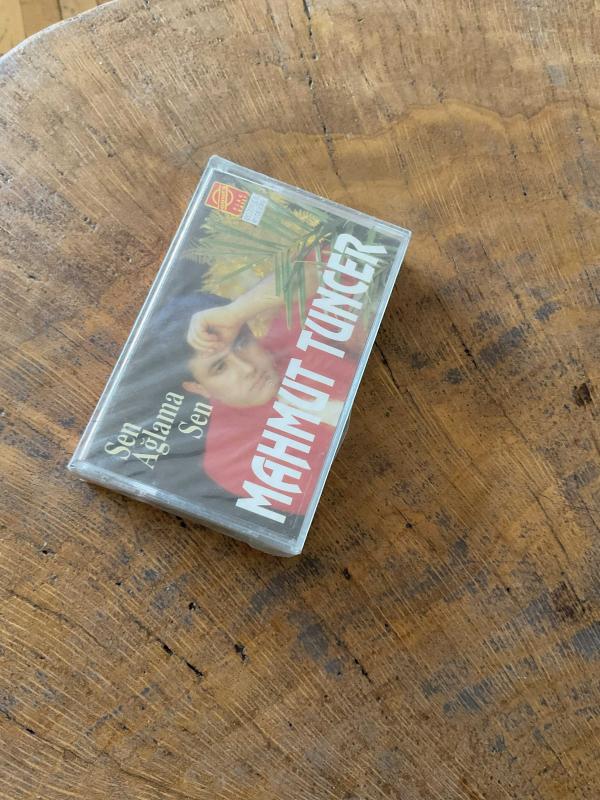 MAHMUT TUNCER
Sen
Ağlama
Sen